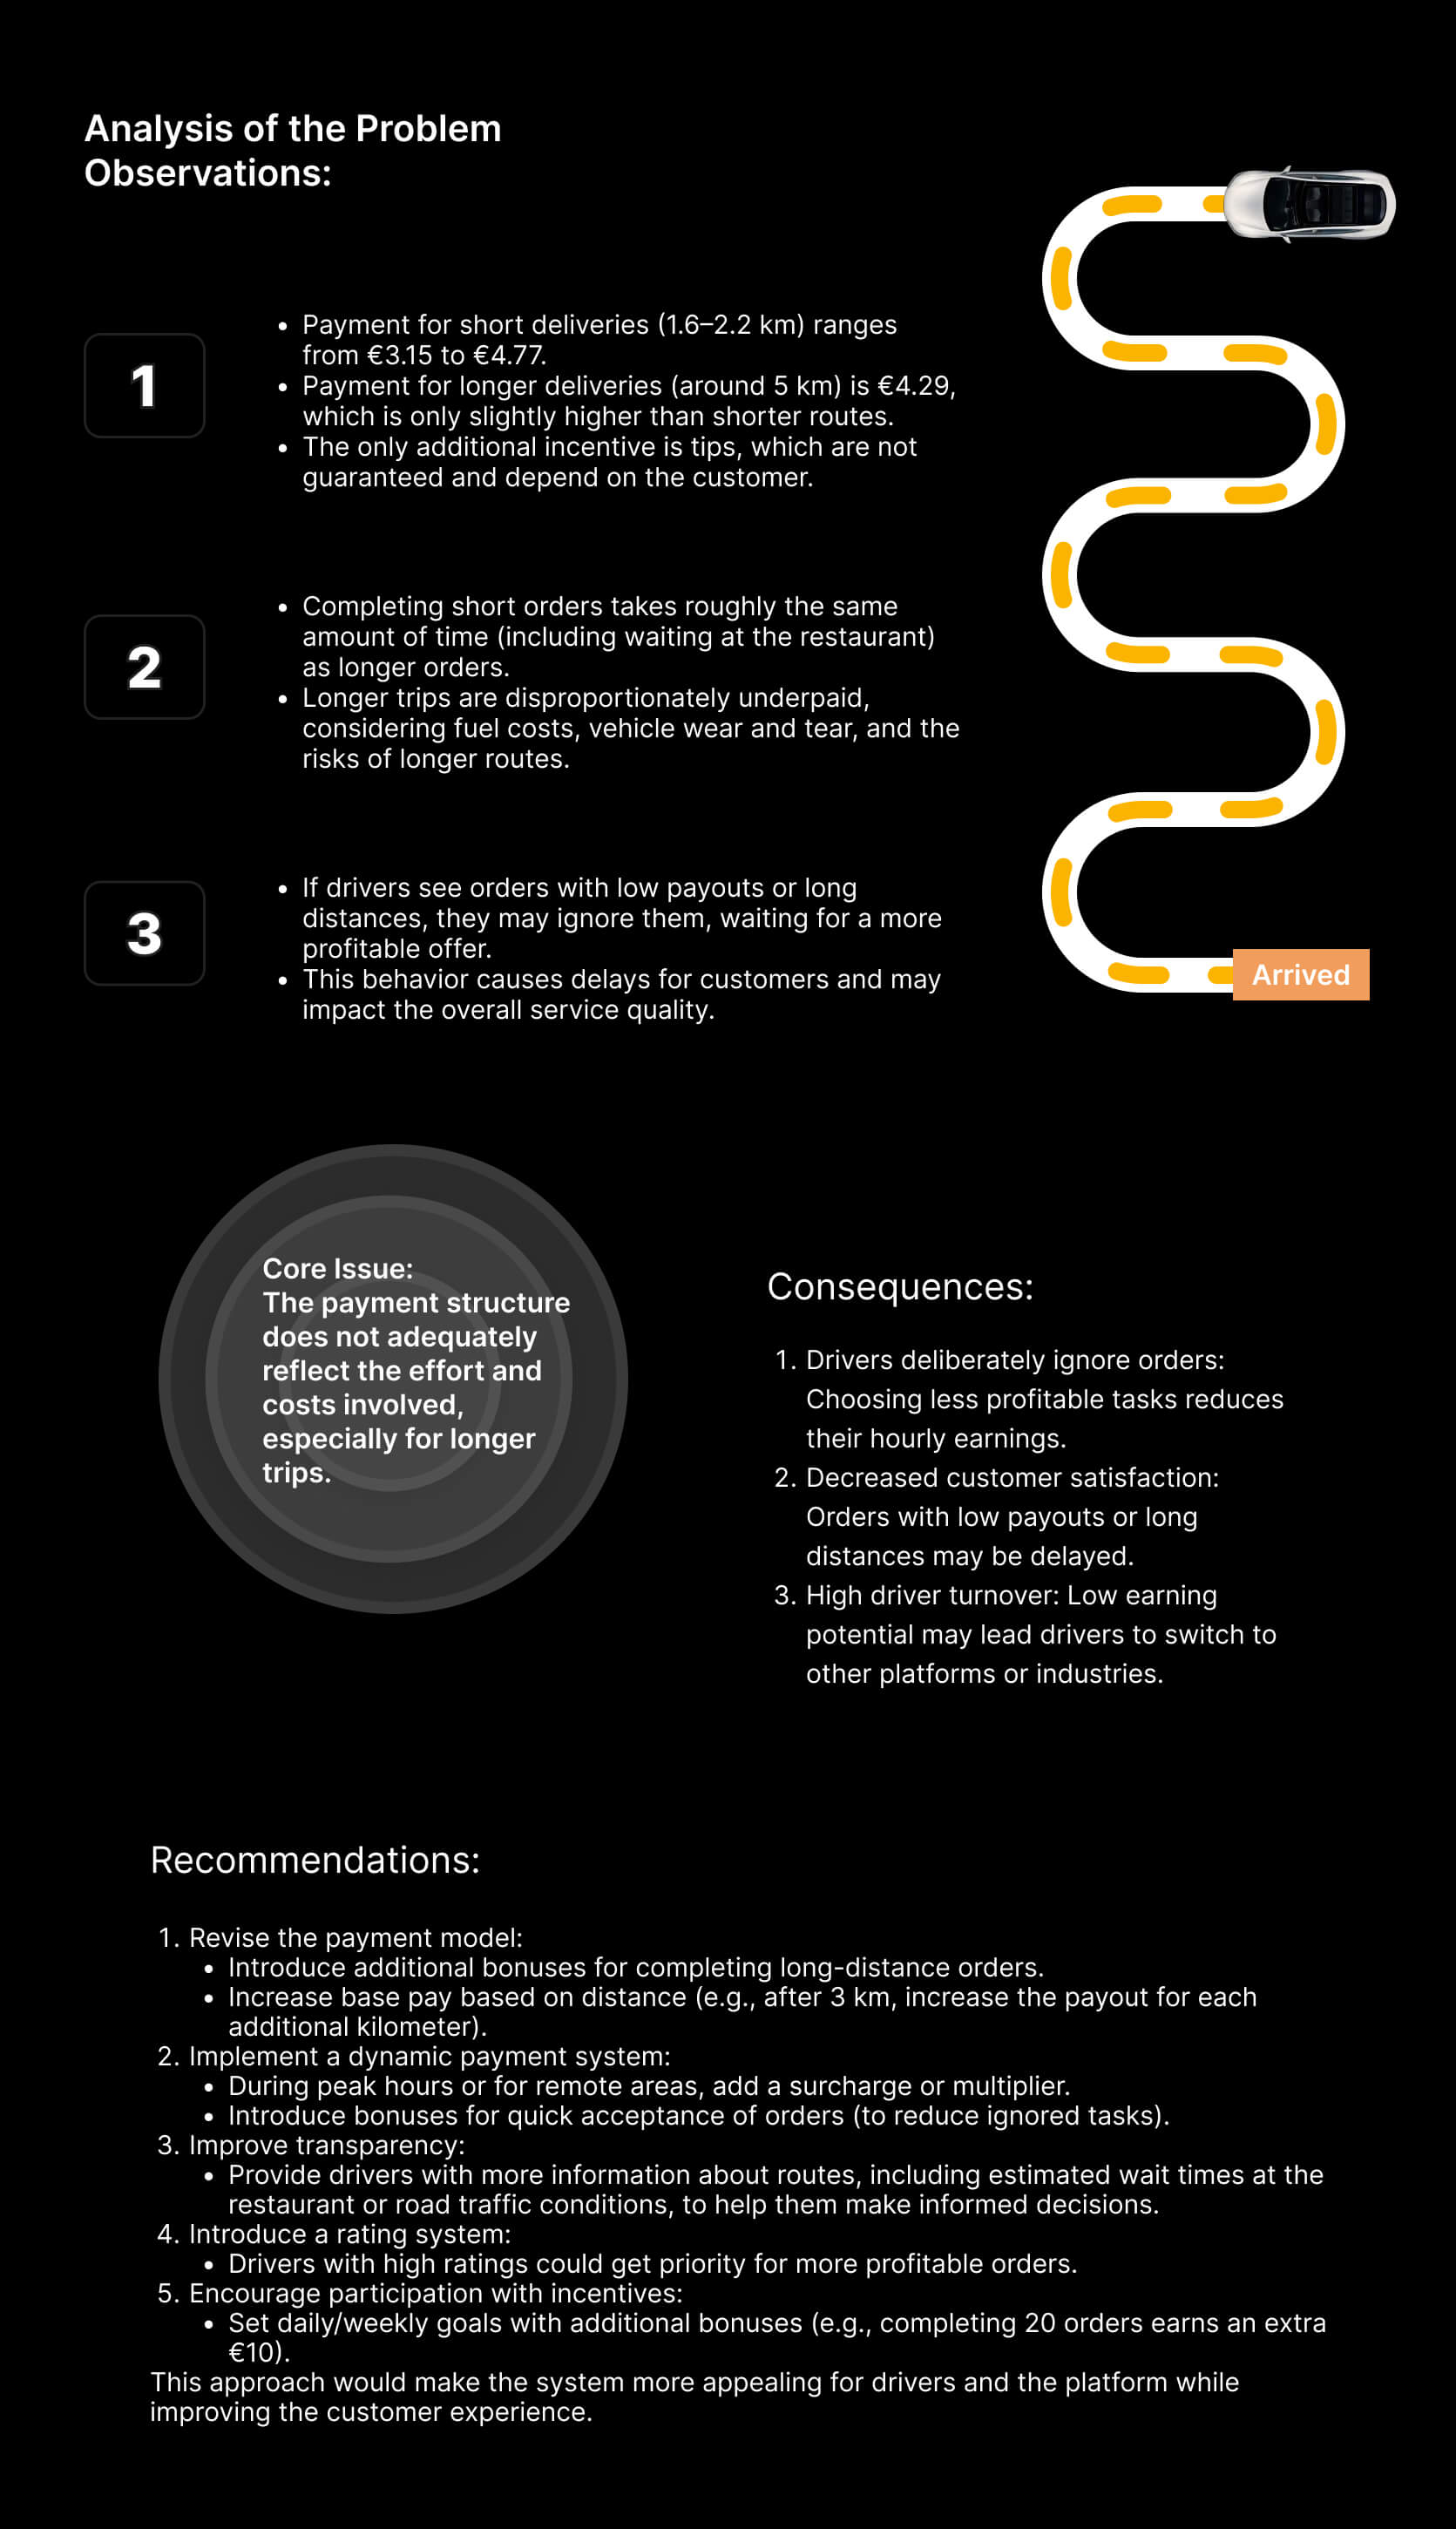 Analysis of the Problem
Observations:
1
• Payment for short deliveries (1.6–2.2 km) ranges
from €3.15 to €4.77.
• Payment for longer deliveries (around 5 km) is €4.29,
which is only slightly higher than shorter routes.
• The only additional incentive is tips, which are not
guaranteed and depend on the customer.
2
• Completing short orders takes roughly the same
amount of time (including waiting at the restaurant)
as longer orders.
• Longer trips are disproportionately underpaid,
considering fuel costs, vehicle wear and tear, and the
risks of longer routes.
3
• If drivers see orders with low payouts or long
distances, they may ignore them, waiting for a more
profitable offer.
• This behavior causes delays for customers and may
impact the overall service quality.
Arrived
Core Issue:
The payment structure
does not adequately
reflect the effort and
costs involved,
especially for longer
trips.
Consequences:
1. Drivers deliberately ignore orders:
Choosing less profitable tasks reduces
their hourly earnings.
2. Decreased customer satisfaction:
Orders with low payouts or long
distances may be delayed.
3. High driver turnover: Low earning
potential may lead drivers to switch to
other platforms or industries.
Recommendations:
1. Revise the payment model:
• Introduce additional bonuses for completing long-distance orders.
• Increase base pay based on distance (e.g., after 3 km, increase the payout for each
additional kilometer).
2. Implement a dynamic payment system:
• During peak hours or for remote areas, add a surcharge or multiplier.
• Introduce bonuses for quick acceptance of orders (to reduce ignored tasks).
3. Improve transparency:
• Provide drivers with more information about routes, including estimated wait times at the
restaurant or road traffic conditions, to help them make informed decisions.
4. Introduce a rating system:
• Drivers with high ratings could get priority for more profitable orders.
5. Encourage participation with incentives:
• Set daily/weekly goals with additional bonuses (e.g., completing 20 orders earns an extra
€10).
This approach would make the system more appealing for drivers and the platform while
improving the customer experience.